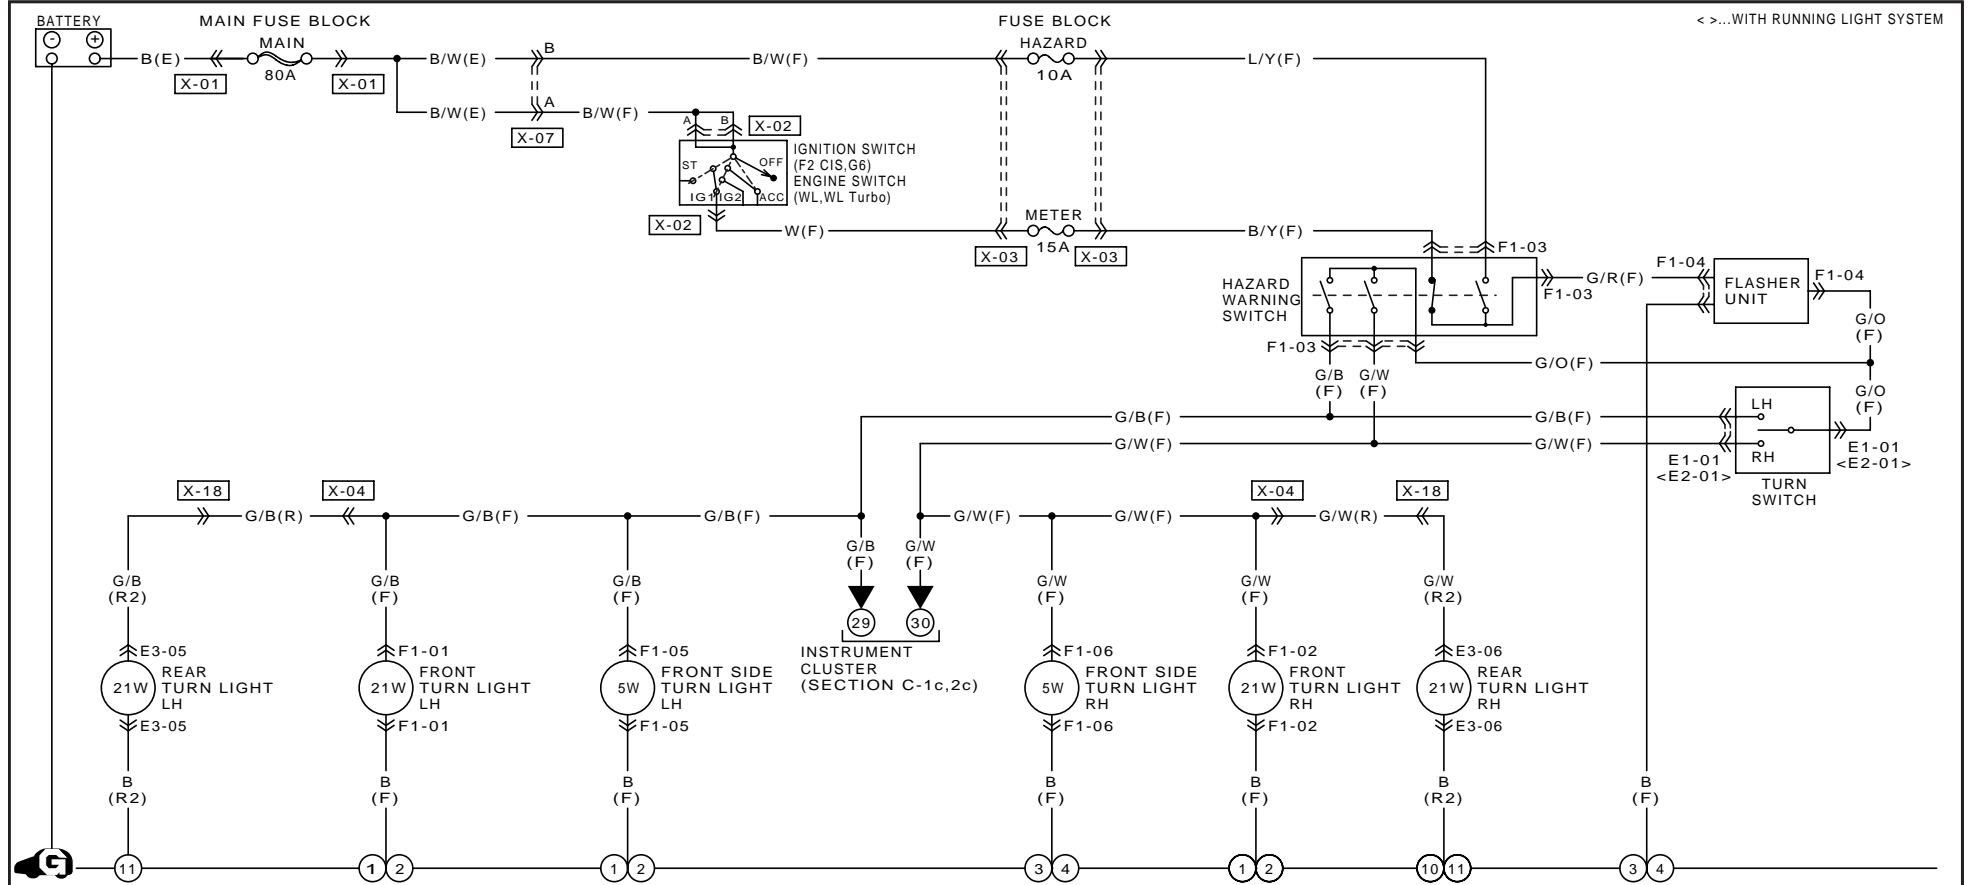 BATTERY
MAIN FUSE BLOCK
FUSE BLOCK
< >...WITH RUNNING LIGHT SYSTEM
- +
MAIN
HAZARD
B(E)
B/W(E)
B
B/W(F)
L/Y(F)
80A
10A
X-01
X-01
B/W(E)
A
B/W(F)
X-07
A
B
X-02
IGNITION SWITCH
(F2 CIS,G6)
ENGINE SWITCH
(WL,WL Turbo)
ST
OFF
IG1
IG2
ACC
X-02
W(F)
METER
15A
B/Y(F)
X-03
X-03
F1-03
HAZARD
WARNING
SWITCH
F1-03
G/R(F)
F1-04
FLASHER
UNIT
F1-04
G/O
(F)
F1-03
G/O(F)
G/B
(F)
G/W
(F)
G/O
(F)
G/B(F)
G/B(F)
LH
G/W(F)
G/W(F)
RH
E1-01
<E2-01>
E1-01
<E2-01>
TURN
SWITCH
X-18
X-04
X-04
X-18
G/B(R)
G/B(F)
G/B(F)
G/W(F)
G/W(F)
G/W(R)
G/B
(F)
G/W
(F)
G/B
(R2)
G/B
(F)
G/B
(F)
G/W
(F)
G/W
(F)
G/W
(R2)
29
30
INSTRUMENT
CLUSTER
(SECTION C-1c,2c)
E3-05
21W
REAR
TURN LIGHT
LH
E3-05
F1-01
21W
FRONT
TURN LIGHT
LH
F1-01
F1-05
5W
FRONT SIDE
TURN LIGHT
LH
F1-05
F1-06
5W
FRONT SIDE
TURN LIGHT
RH
F1-06
F1-02
21W
FRONT
TURN LIGHT
RH
F1-02
E3-06
21W
REAR
TURN LIGHT
RH
E3-06
B
(R2)
B
(F)
B
(F)
B
(F)
B
(F)
B
(R2)
B
(F)
G
11
1 2
1 2
3 4
1 2
10 11
3 4